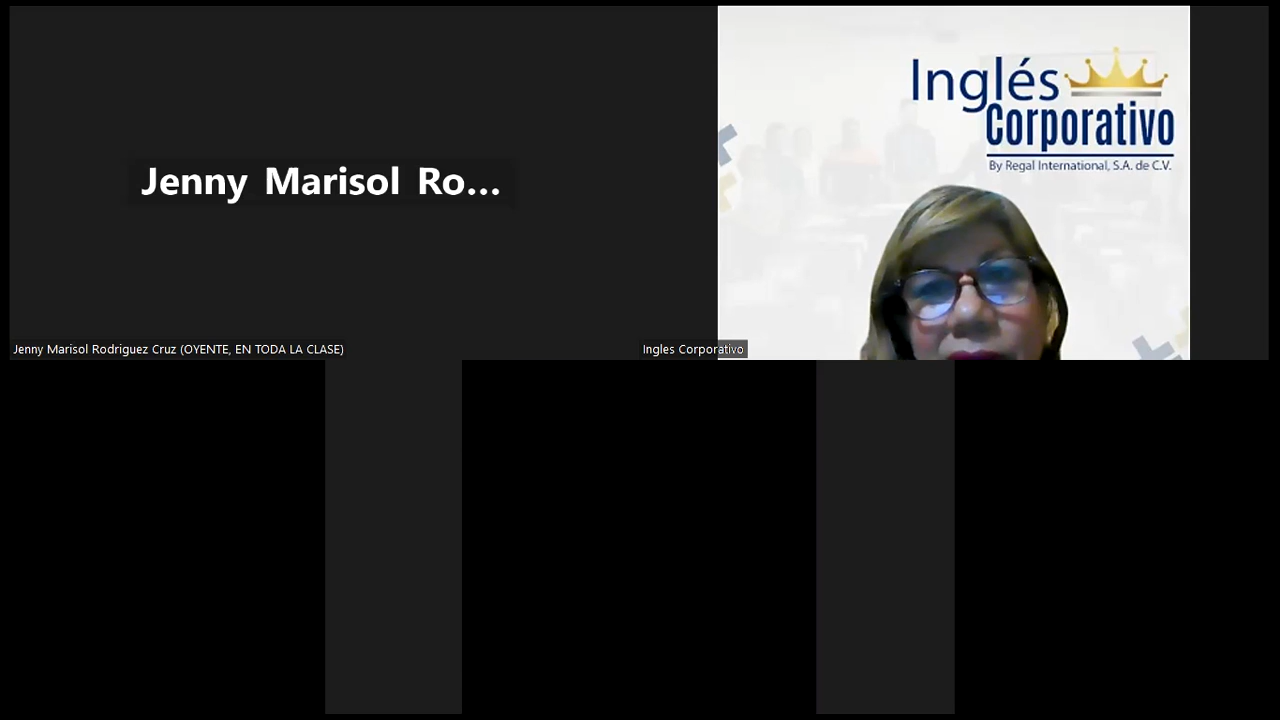 Jenny Marisol Ro...
Inglés
Corporativo
By Regal International, S.A. de C.V.
Jenny Marisol Rodriguez Cruz (OYENTE, EN TODA LA CLASE)
Ingles Corporativo